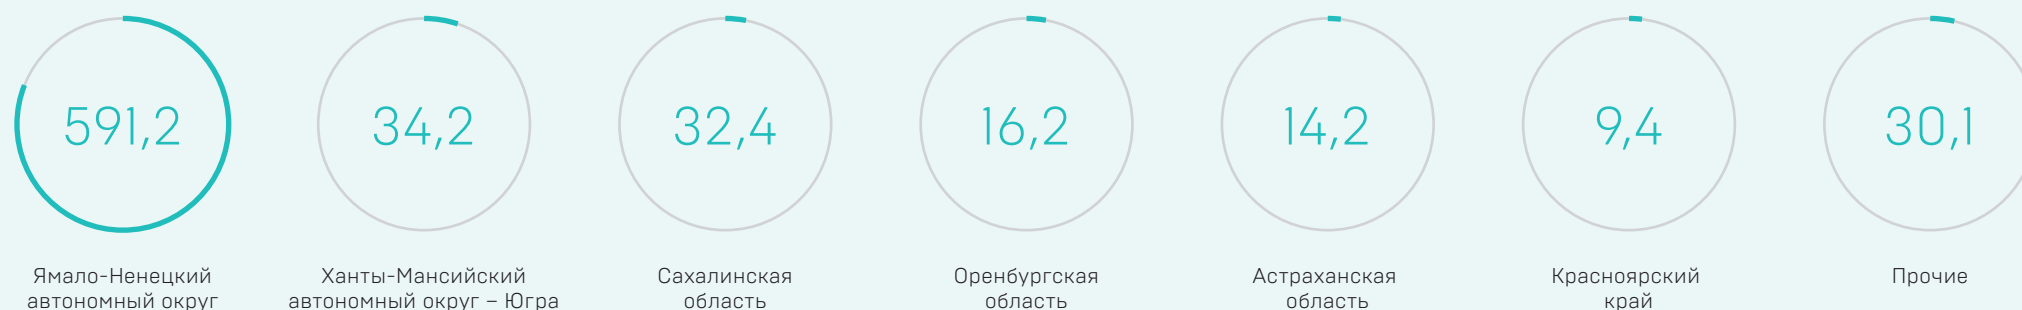 591,2
34,2
32,4
16,2
14,2
9,4
30,1
Ямало-Ненецкий
автономный округ
Ханты-Мансийский
автономный округ – Югра
Сахалинская
область
Оренбургская
область
Астраханская
область
Красноярский
край
Прочие